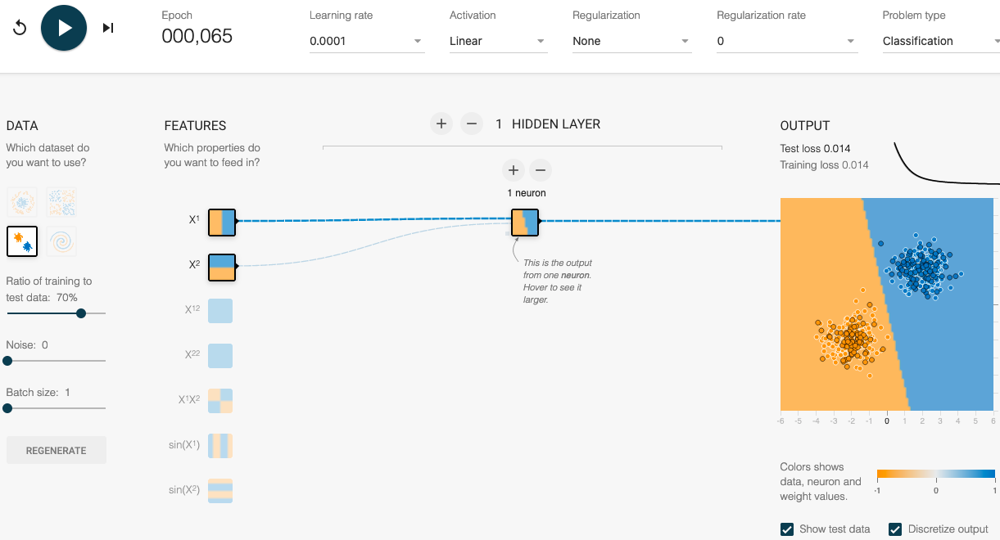 Epoch
000,065
Learning rate
0.0001
Activation
Linear
Regularization
None
Regularization rate
0
Problem type
Classification
DATA
Which dataset do
you want to use?
Ratio of training to
test data: 70%
Noise: 0
Batch size: 1
REGENERATE
FEATURES
Which properties do
you want to feed in?
X1
X2
X12
X22
X1X2
sin(X1)
sin(X2)
1 HIDDEN LAYER
1 neuron
This is the output
from one neuron.
Hover to see it
larger.
OUTPUT
Test loss 0.014
Training loss 0.014
-6 -5 -4 -3 -2 -1 0 1 2 3 4 5 6
Colors shows
data, neuron and
weight values.
-1 0 1
Show test data
Discretize output